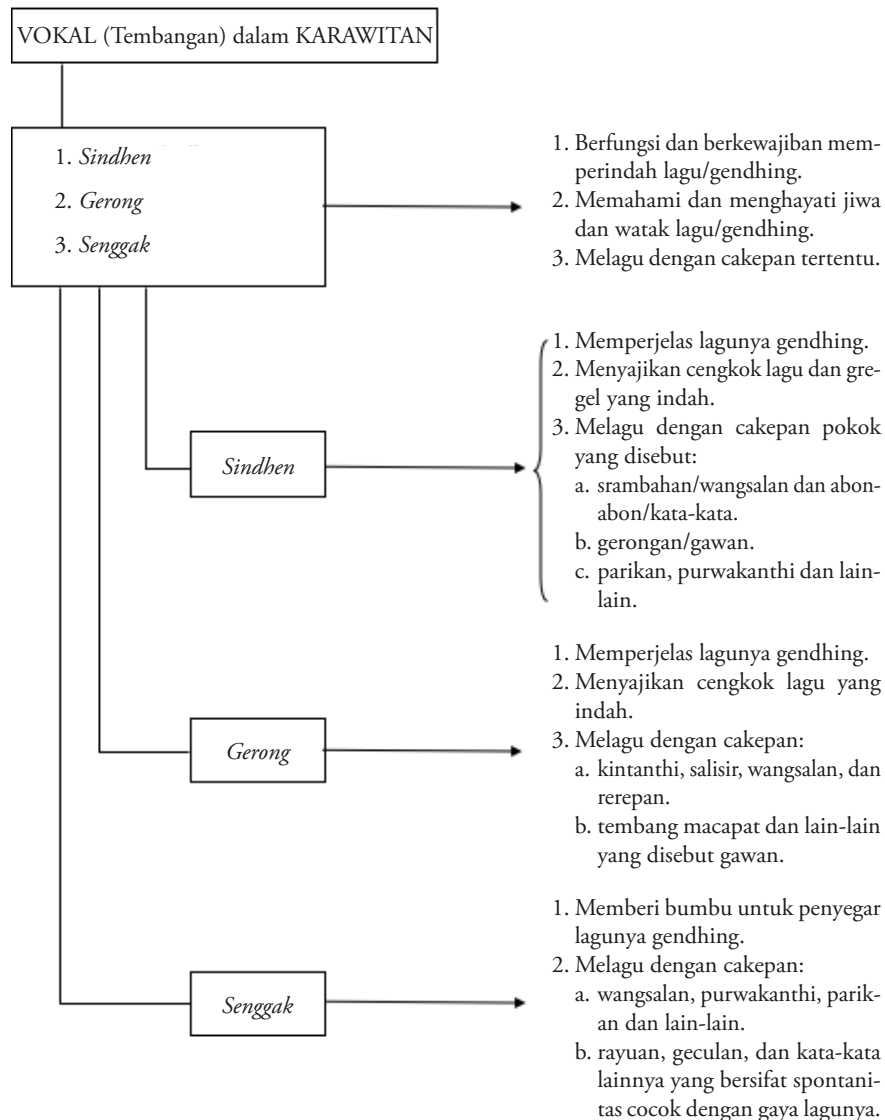 VOKAL (Tembangan) dalam KARAWITAN
1. Sindhen
2. Gerong
3. Senggak
1. Berfungsi dan berkewajiban mem-
perindah lagu/gendhing.
2. Memahami dan menghayati jiwa
dan watak lagu/gendhing.
3. Melagu dengan cakepan tertentu.
Sindhen
1. Memperjelas lagunya gendhing.
2. Menyajikan cengkok lagu dan gre-
gel yang indah.
3. Melagu dengan cakepan pokok
yang disebut:
a. srambahan/wangsalan dan abon-
abon/kata-kata.
b. gerongan/gawan.
c. parikan, purwakanthi dan lain-
lain.
Gerong
1. Memperjelas lagunya gendhing.
2. Menyajikan cengkok lagu yang
indah.
3. Melagu dengan cakepan:
a. kintanthi, salisir, wangsalan, dan
rerepan.
b. tembang macapat dan lain-lain
yang disebut gawan.
Senggak
1. Memberi bumbu untuk penyegar
lagunya gendhing.
2. Melagu dengan cakepan:
a. wangsalan, purwakanthi, parik-
an dan lain-lain.
b. rayuan, geculan, dan kata-kata
lainnya yang bersifat spontani-
tas cocok dengan gaya lagunya.